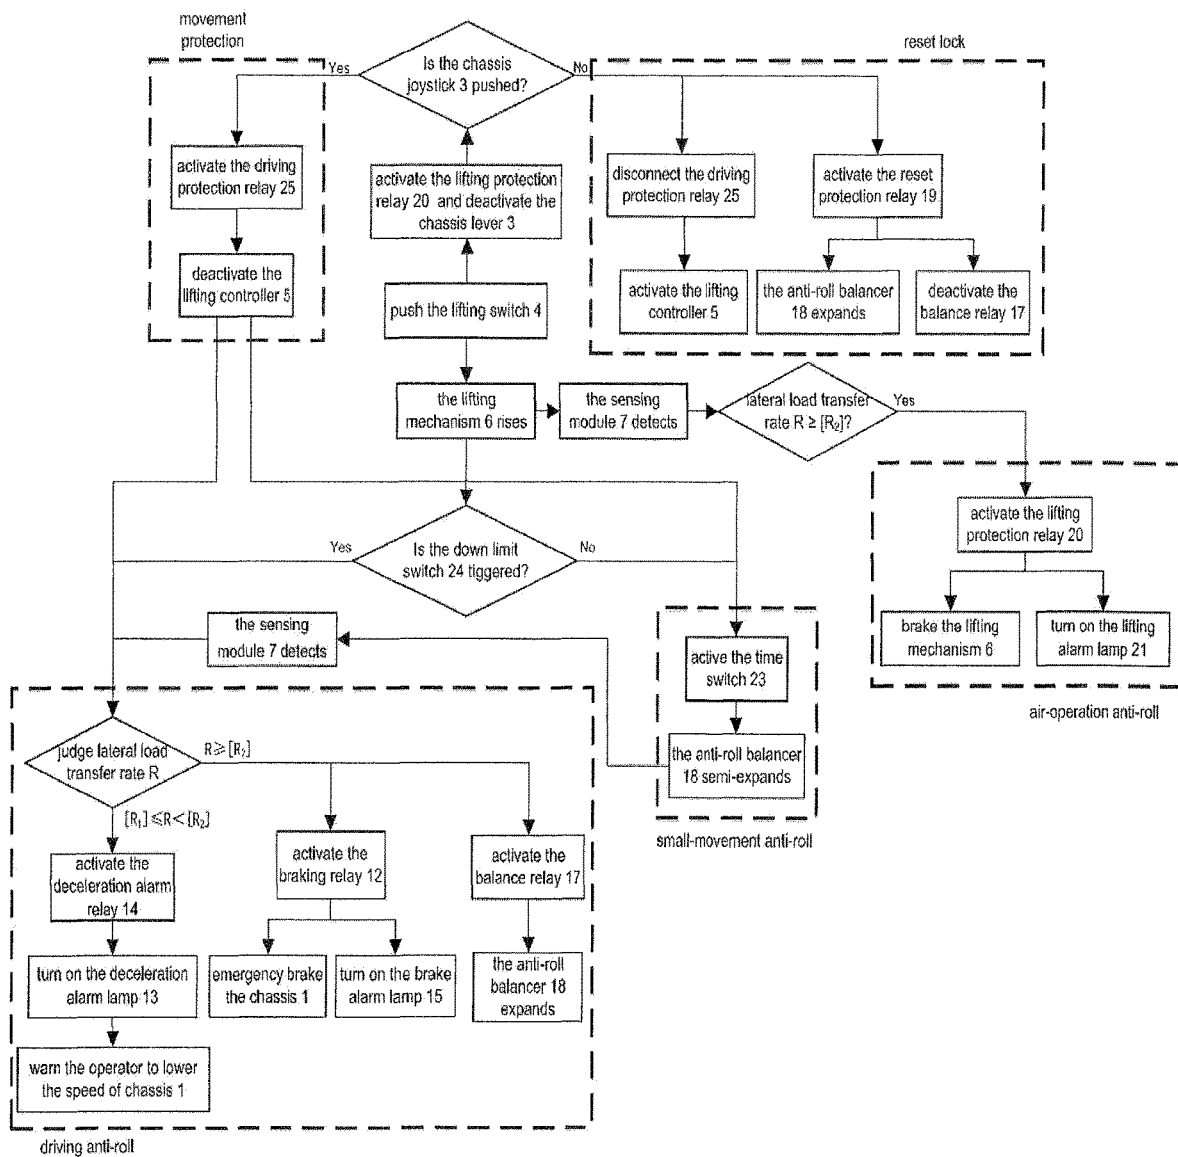 movement
protection
reset lock
Is the chassis
joystick 3 pushed?
Yes
No
activate the driving
protection relay 25
activate the lifting protection
relay 20 and deactivate the
chassis lever 3
disconnect the driving
protection relay 25
activate the reset
protection relay 19
deactivate the
lifting controller 5
push the lifting switch 4
activate the lifting
controller 5
the anti-roll balancer
18 expands
deactivate the
balance relay 17
the lifting
mechanism 6 rises
the sensing
module 7 detects
lateral load transfer
rate R ≥ [R₂]?
Yes
activate the lifting
protection relay 20
Is the down limit
switch 24 tiggered?
Yes
No
brake the lifting
mechanism 6
turn on the lifting
alarm lamp 21
air-operation anti-roll
the sensing
module 7 detects
active the time
switch 23
the anti-roll balancer
18 semi-expands
small-movement anti-roll
judge lateral load
transfer rate R
R≥[R₂]
[R₁]≤R<[R₂]
activate the
deceleration alarm
relay 14
activate the
braking relay 12
activate the
balance relay 17
turn on the deceleration
alarm lamp 13
emergency brake
the chassis 1
turn on the brake
alarm lamp 15
the anti-roll
balancer 18
expands
warn the operator to lower
the speed of chassis 1
driving anti-roll